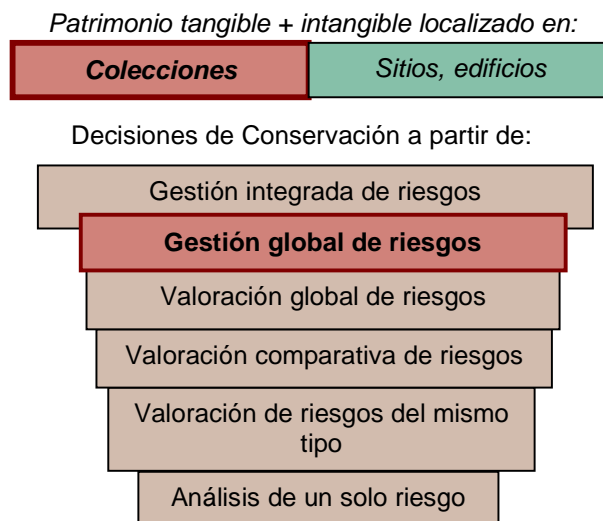 Patrimonio tangible + intangible localizado en:
Colecciones
Sitios, edificios
Decisiones de Conservación a partir de:
Gestión integrada de riesgos
Gestión global de riesgos
Valoración global de riesgos
Valoración comparativa de riesgos
Valoración de riesgos del mismo
tipo
Análisis de un solo riesgo